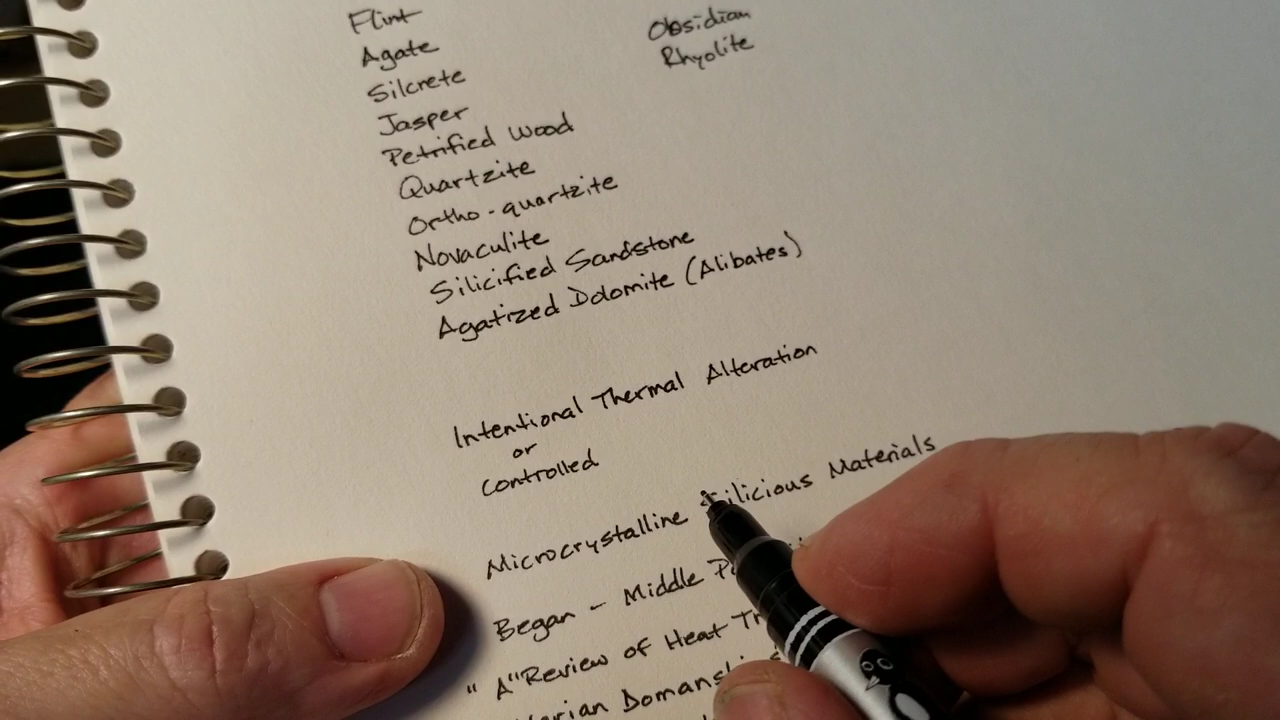 Flint
Agate
Silcrete
Jasper
Petrified Wood
Quartzite
Ortho-quartzite
Novaculite
Silicified Sandstone
Agatized Dolomite (Alibates)
Obsidian
Rhyolite
Intentional Thermal Alteration
or
controlled
Microcrystalline Silicious Materials
Began - Middle
"A "Review of Heat
Domanski